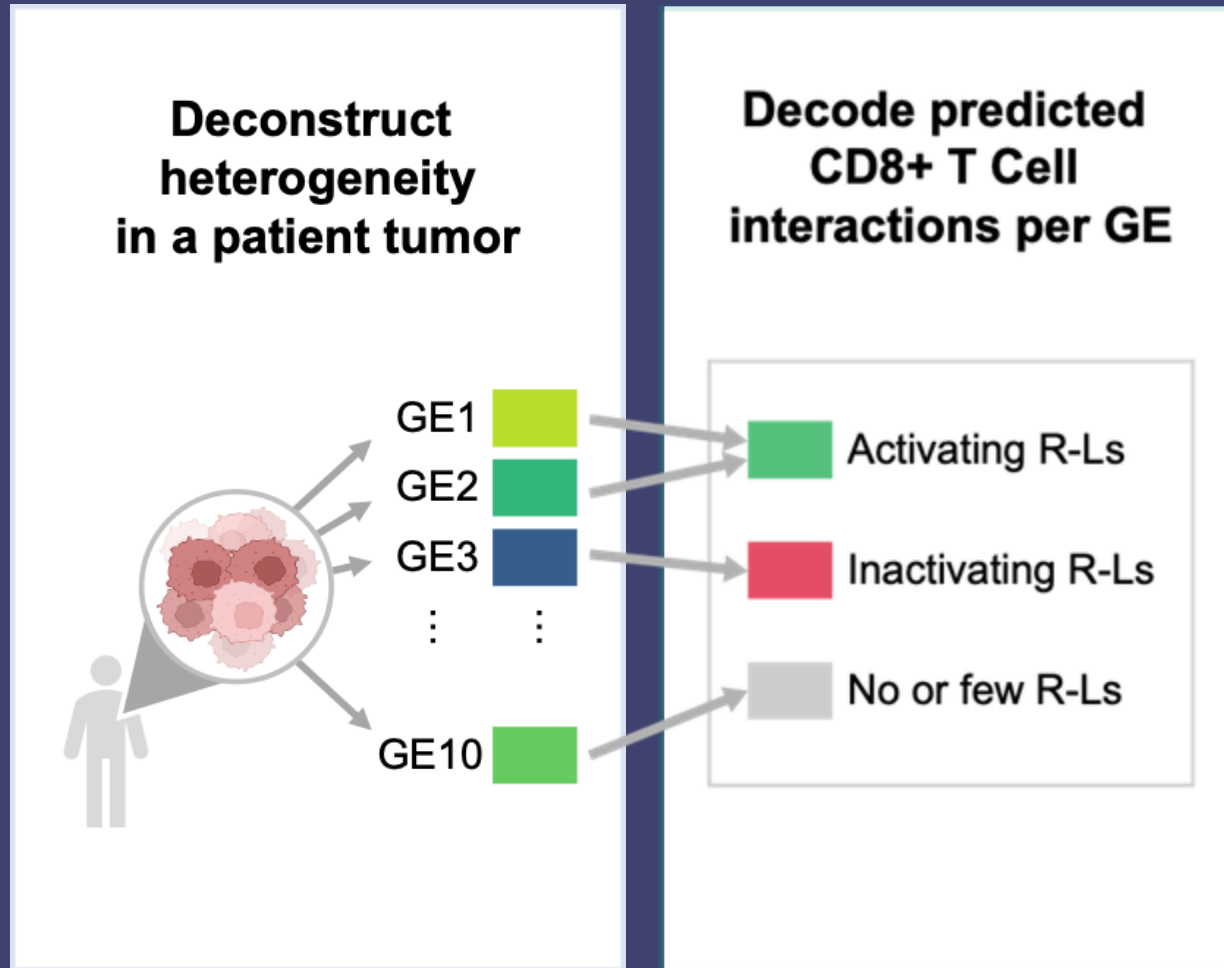 Deconstruct
heterogeneity
in a patient tumor
GE1
GE2
GE3
⋮ ⋮
GE10
Decode predicted
CD8+ T Cell
interactions per GE
Activating R-Ls
Inactivating R-Ls
No or few R-Ls